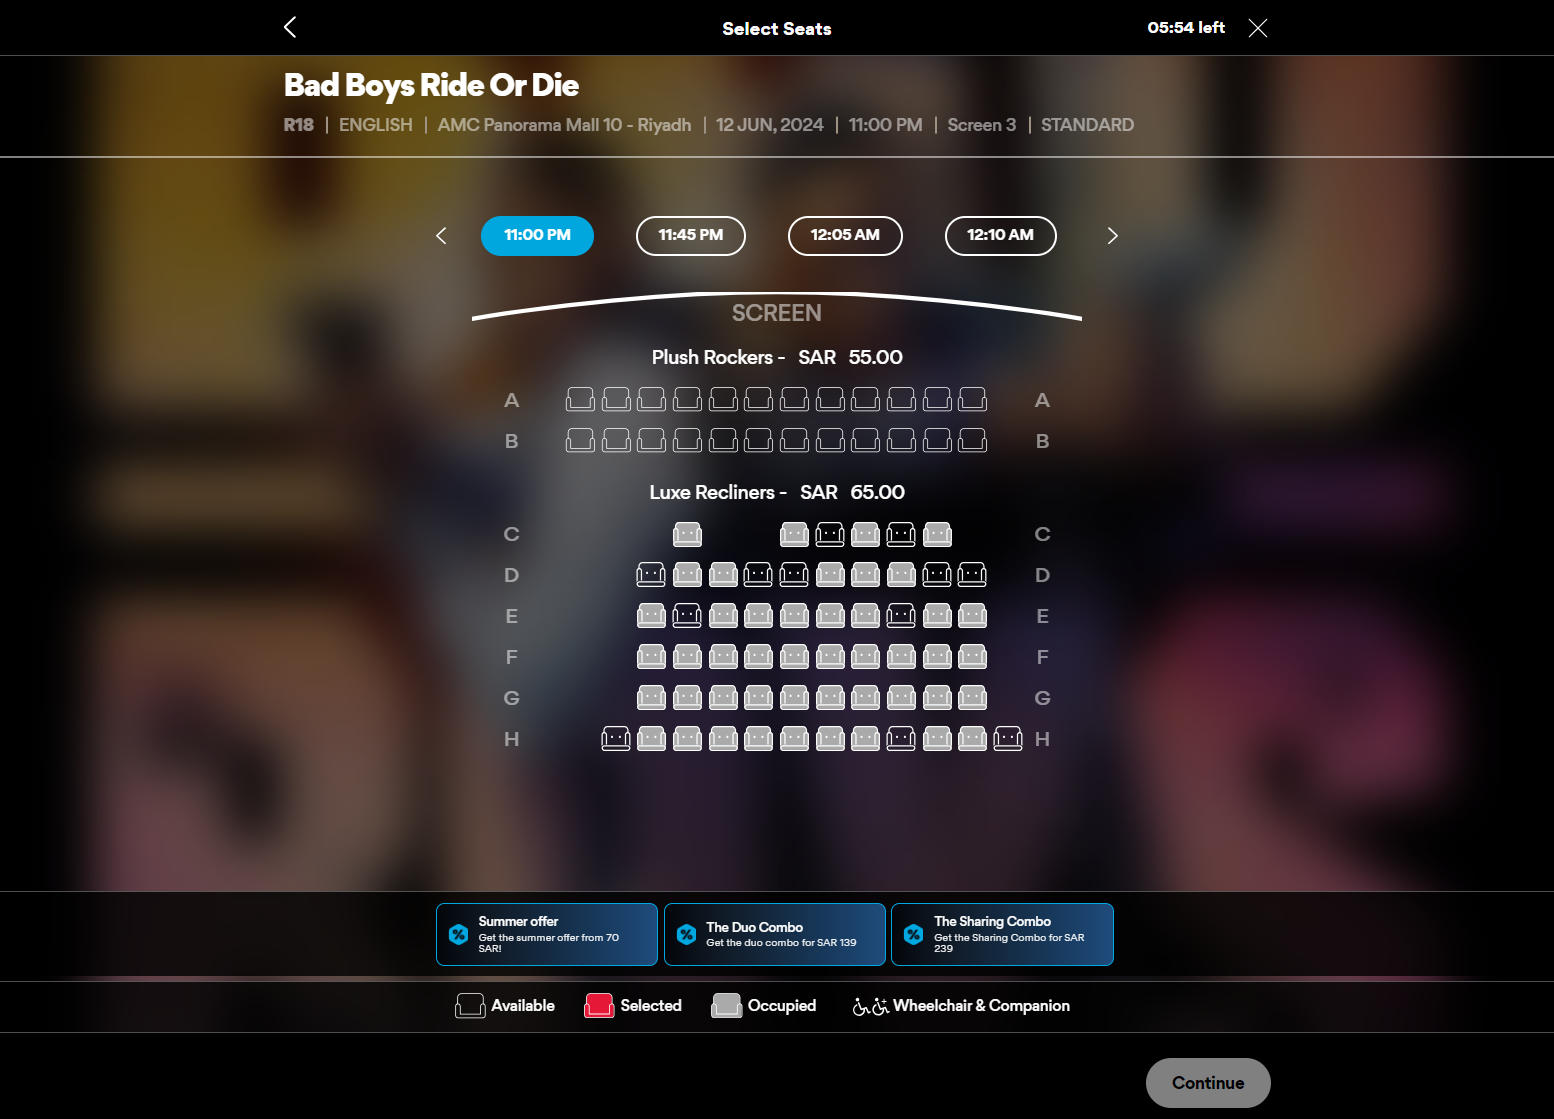 Select Seats
05:54 left
Bad Boys Ride Or Die
R18 | ENGLISH | AMC Panorama Mall 10 - Riyadh | 12 JUN, 2024 | 11:00 PM | Screen 3 | STANDARD
11:00 PM 11:45 PM 12:05 AM 12:10 AM
SCREEN
Plush Rockers - SAR 55.00
A A
B B
Luxe Recliners - SAR 65.00
C C
D D
E E
F F
G G
H H
Summer offer
Get the summer offer from 70
SAR!
The Duo Combo
Get the duo combo for SAR 139
The Sharing Combo
Get the Sharing Combo for SAR
239
Available Selected Occupied Wheelchair & Companion
Continue